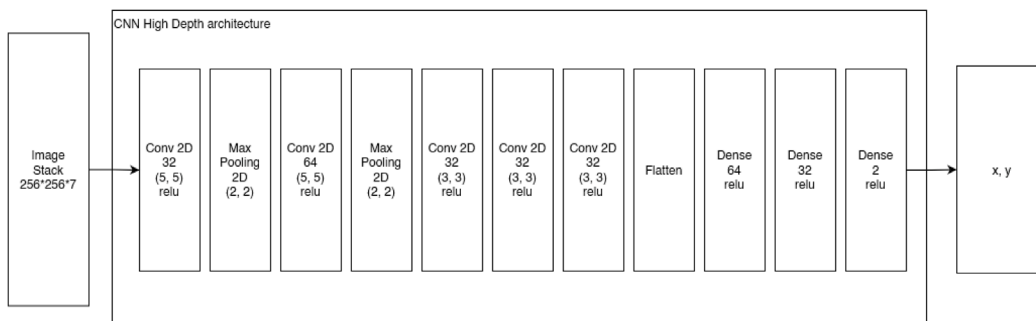 CNN High Depth architecture
Image
Stack
256*256*7
Conv 2D
32
(5, 5)
relu
Max
Pooling
2D
(2, 2)
Conv 2D
64
(5, 5)
relu
Max
Pooling
2D
(2, 2)
Conv 2D
32
(3, 3)
relu
Conv 2D
32
(3, 3)
relu
Conv 2D
32
(3, 3)
relu
Flatten
Dense
64
relu
Dense
32
relu
Dense
2
relu
x, y